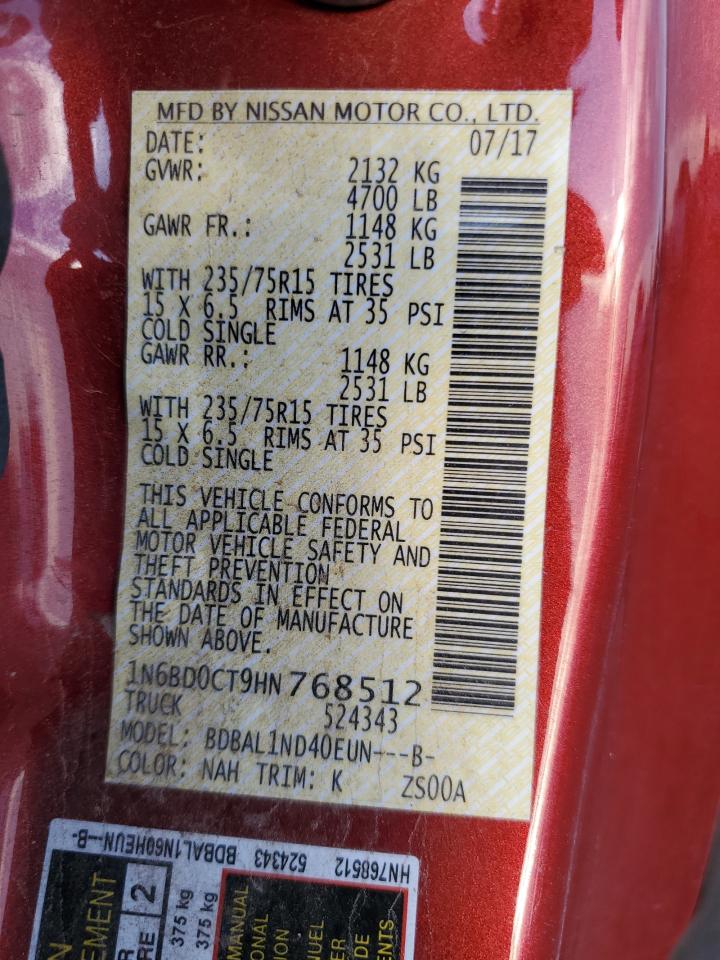 MFD BY NISSAN MOTOR CO., LTD.
DATE: 07/17
GVWR: 2132 KG
4700 LB
GAWR FR.: 1148 KG
2531 LB
WITH 235/75R15 TIRES
15 X 6.5 RIMS AT 35 PSI
COLD SINGLE
GAWR RR.: 1148 KG
2531 LB
WITH 235/75R15 TIRES
15 X 6.5 RIMS AT 35 PSI
COLD SINGLE
THIS VEHICLE CONFORMS TO
ALL APPLICABLE FEDERAL
MOTOR VEHICLE SAFETY AND
THEFT PREVENTION
STANDARDS IN EFFECT ON
THE DATE OF MANUFACTURE
SHOWN ABOVE.
1N6BD0CT9HN768512
TRUCK 524343
MODEL: BDBAL1ND40EUN---B-
COLOR: NAH TRIM: K ZS00A
HN768512 524343 BDBAL1N60HEUN--B-
2
375 kg
375 kg
MANUAL